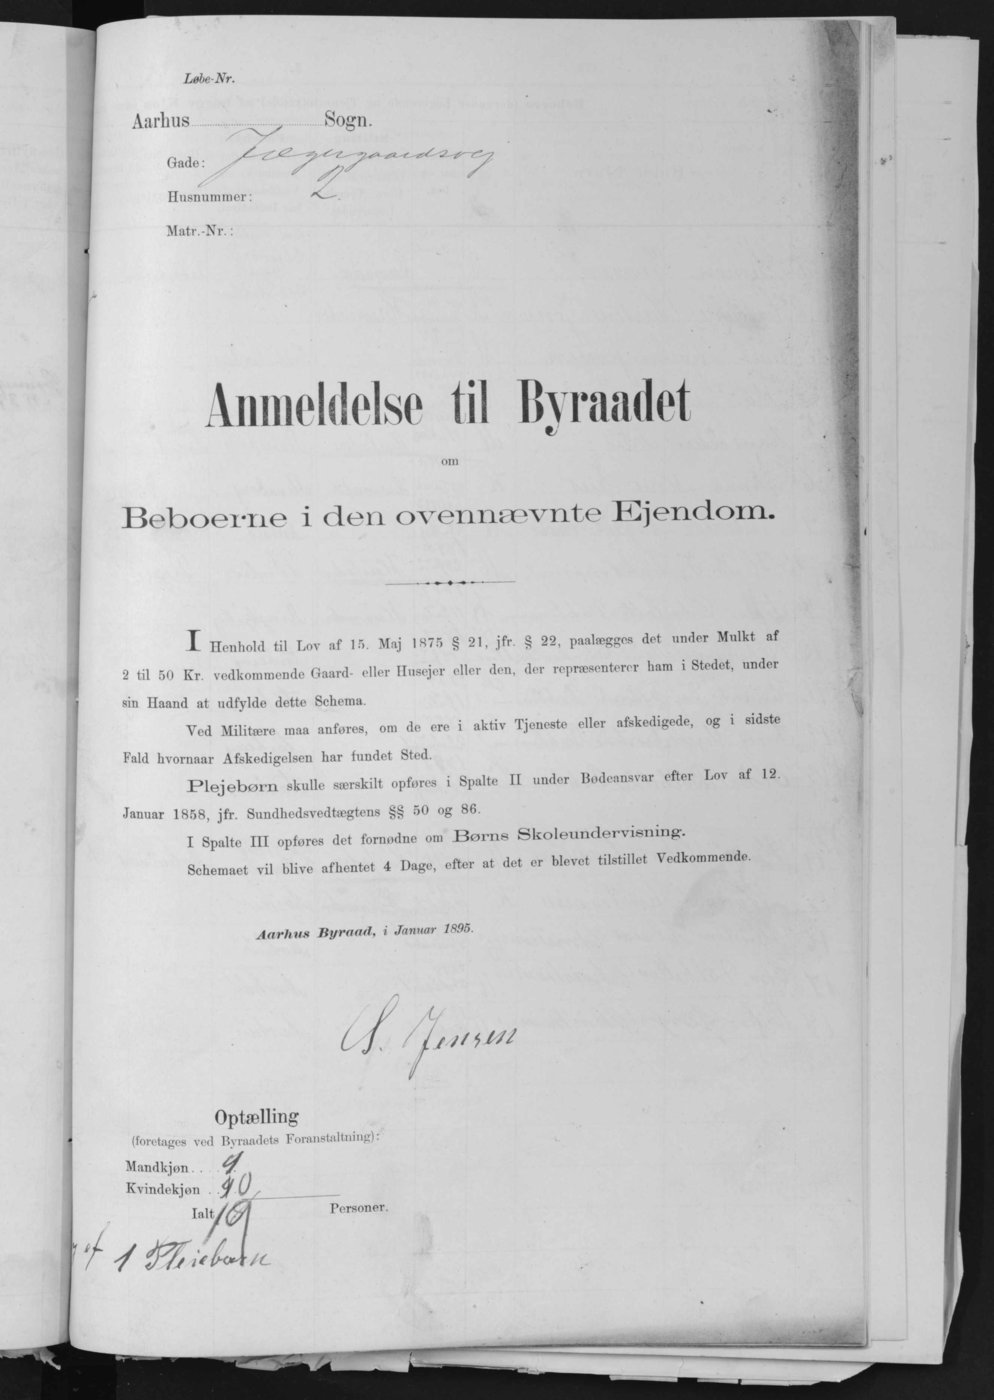 Løbe-Nr.
Aarhus Sogn.
Gade: Jægergaardsvej
Husnummer: 2.
Matr.-Nr.:
Anmeldelse til Byraadet
om
Beboerne i den ovennævnte Ejendom.
I Henhold til Lov af 15. Maj 1875 § 21, jfr. § 22, paalægges det under Mulkt af
2 til 50 Kr. vedkommende Gaard- eller Husejer eller den, der repræsenterer ham i Stedet, under
sin Haand at udfylde dette Schema.
Ved Militære maa anføres, om de ere i aktiv Tjeneste eller afskedigede, og i sidste
Fald hvornaar Afskedigelsen har fundet Sted.
Plejebørn skulle særskilt opføres i Spalte II under Bødeansvar efter Lov af 12.
Januar 1858, jfr. Sundhedsvedtægtens §§ 50 og 86.
I Spalte III opføres det fornødne om Børns Skoleundervisning.
Schemaet vil blive afhentet 4 Dage, efter at det er blevet tilstillet Vedkommende.
Aarhus Byraad, i Januar 1895.
S. Jensen
Optælling
(foretages ved Byraadets Foranstaltning):
Mandkjøn.... 9
Kvindekjøn .. 10
Ialt 19 Personer.
af 1 Pleiebarn